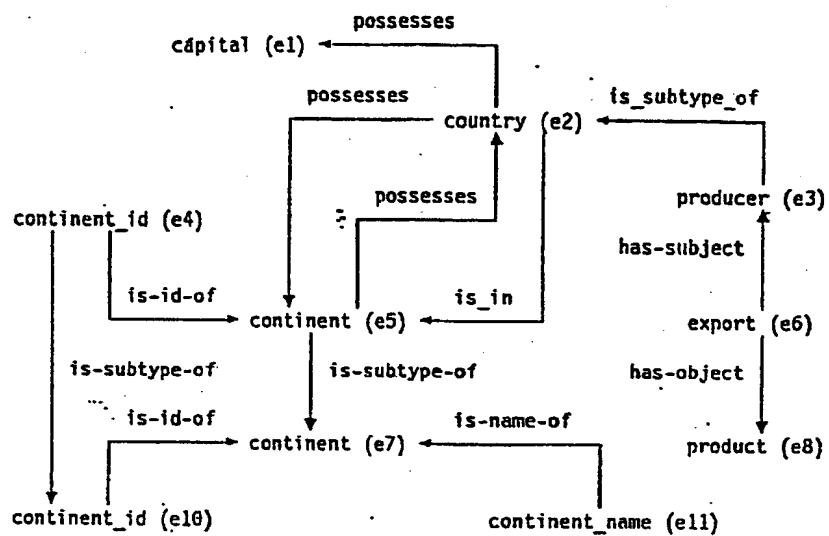 possesses
capital (e1)
possesses
is_subtype_of
country (e2)
possesses
producer (e3)
continent_id (e4)
has-subject
is-id-of
is_in
continent (e5)
export (e6)
is-subtype-of
is-subtype-of
has-object
is-id-of
is-name-of
continent (e7)
product (e8)
continent_id (e10)
continent_name (e11)